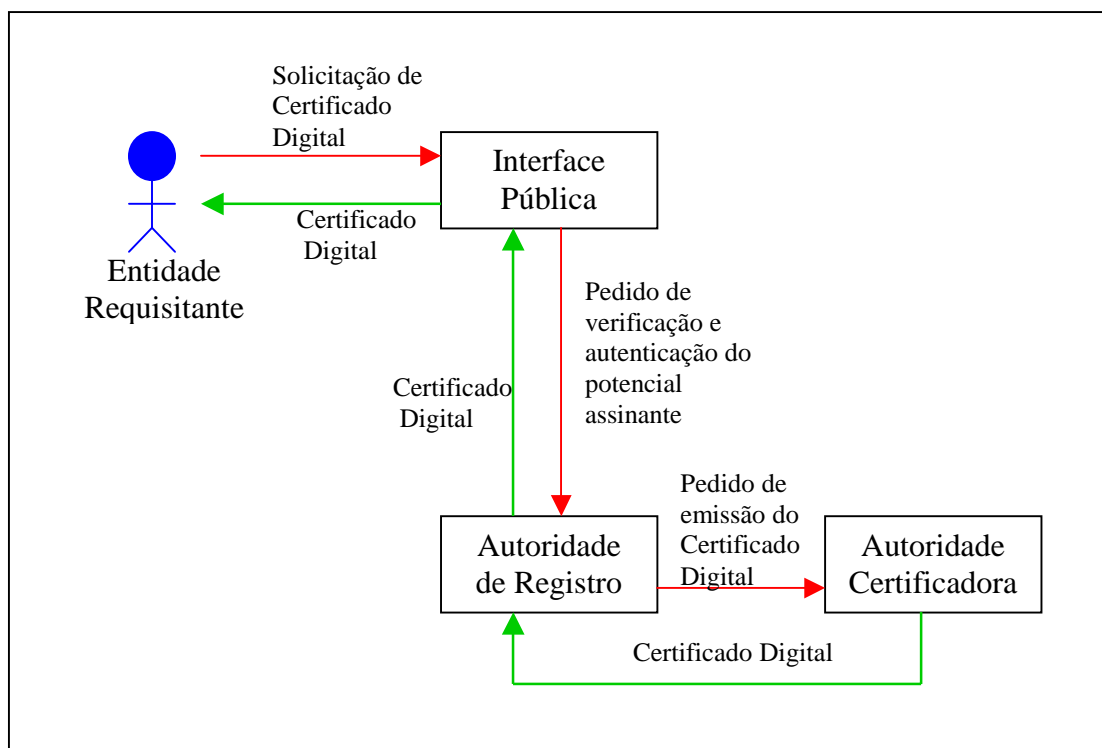 Solicitação de
Certificado
Digital
Interface
Pública
Certificado
Digital
Entidade
Requisitante
Pedido de
verificação e
autenticação do
potencial
assinante
Certificado
Digital
Pedido de
emissão do
Certificado
Digital
Autoridade
de Registro
Autoridade
Certificadora
Certificado Digital